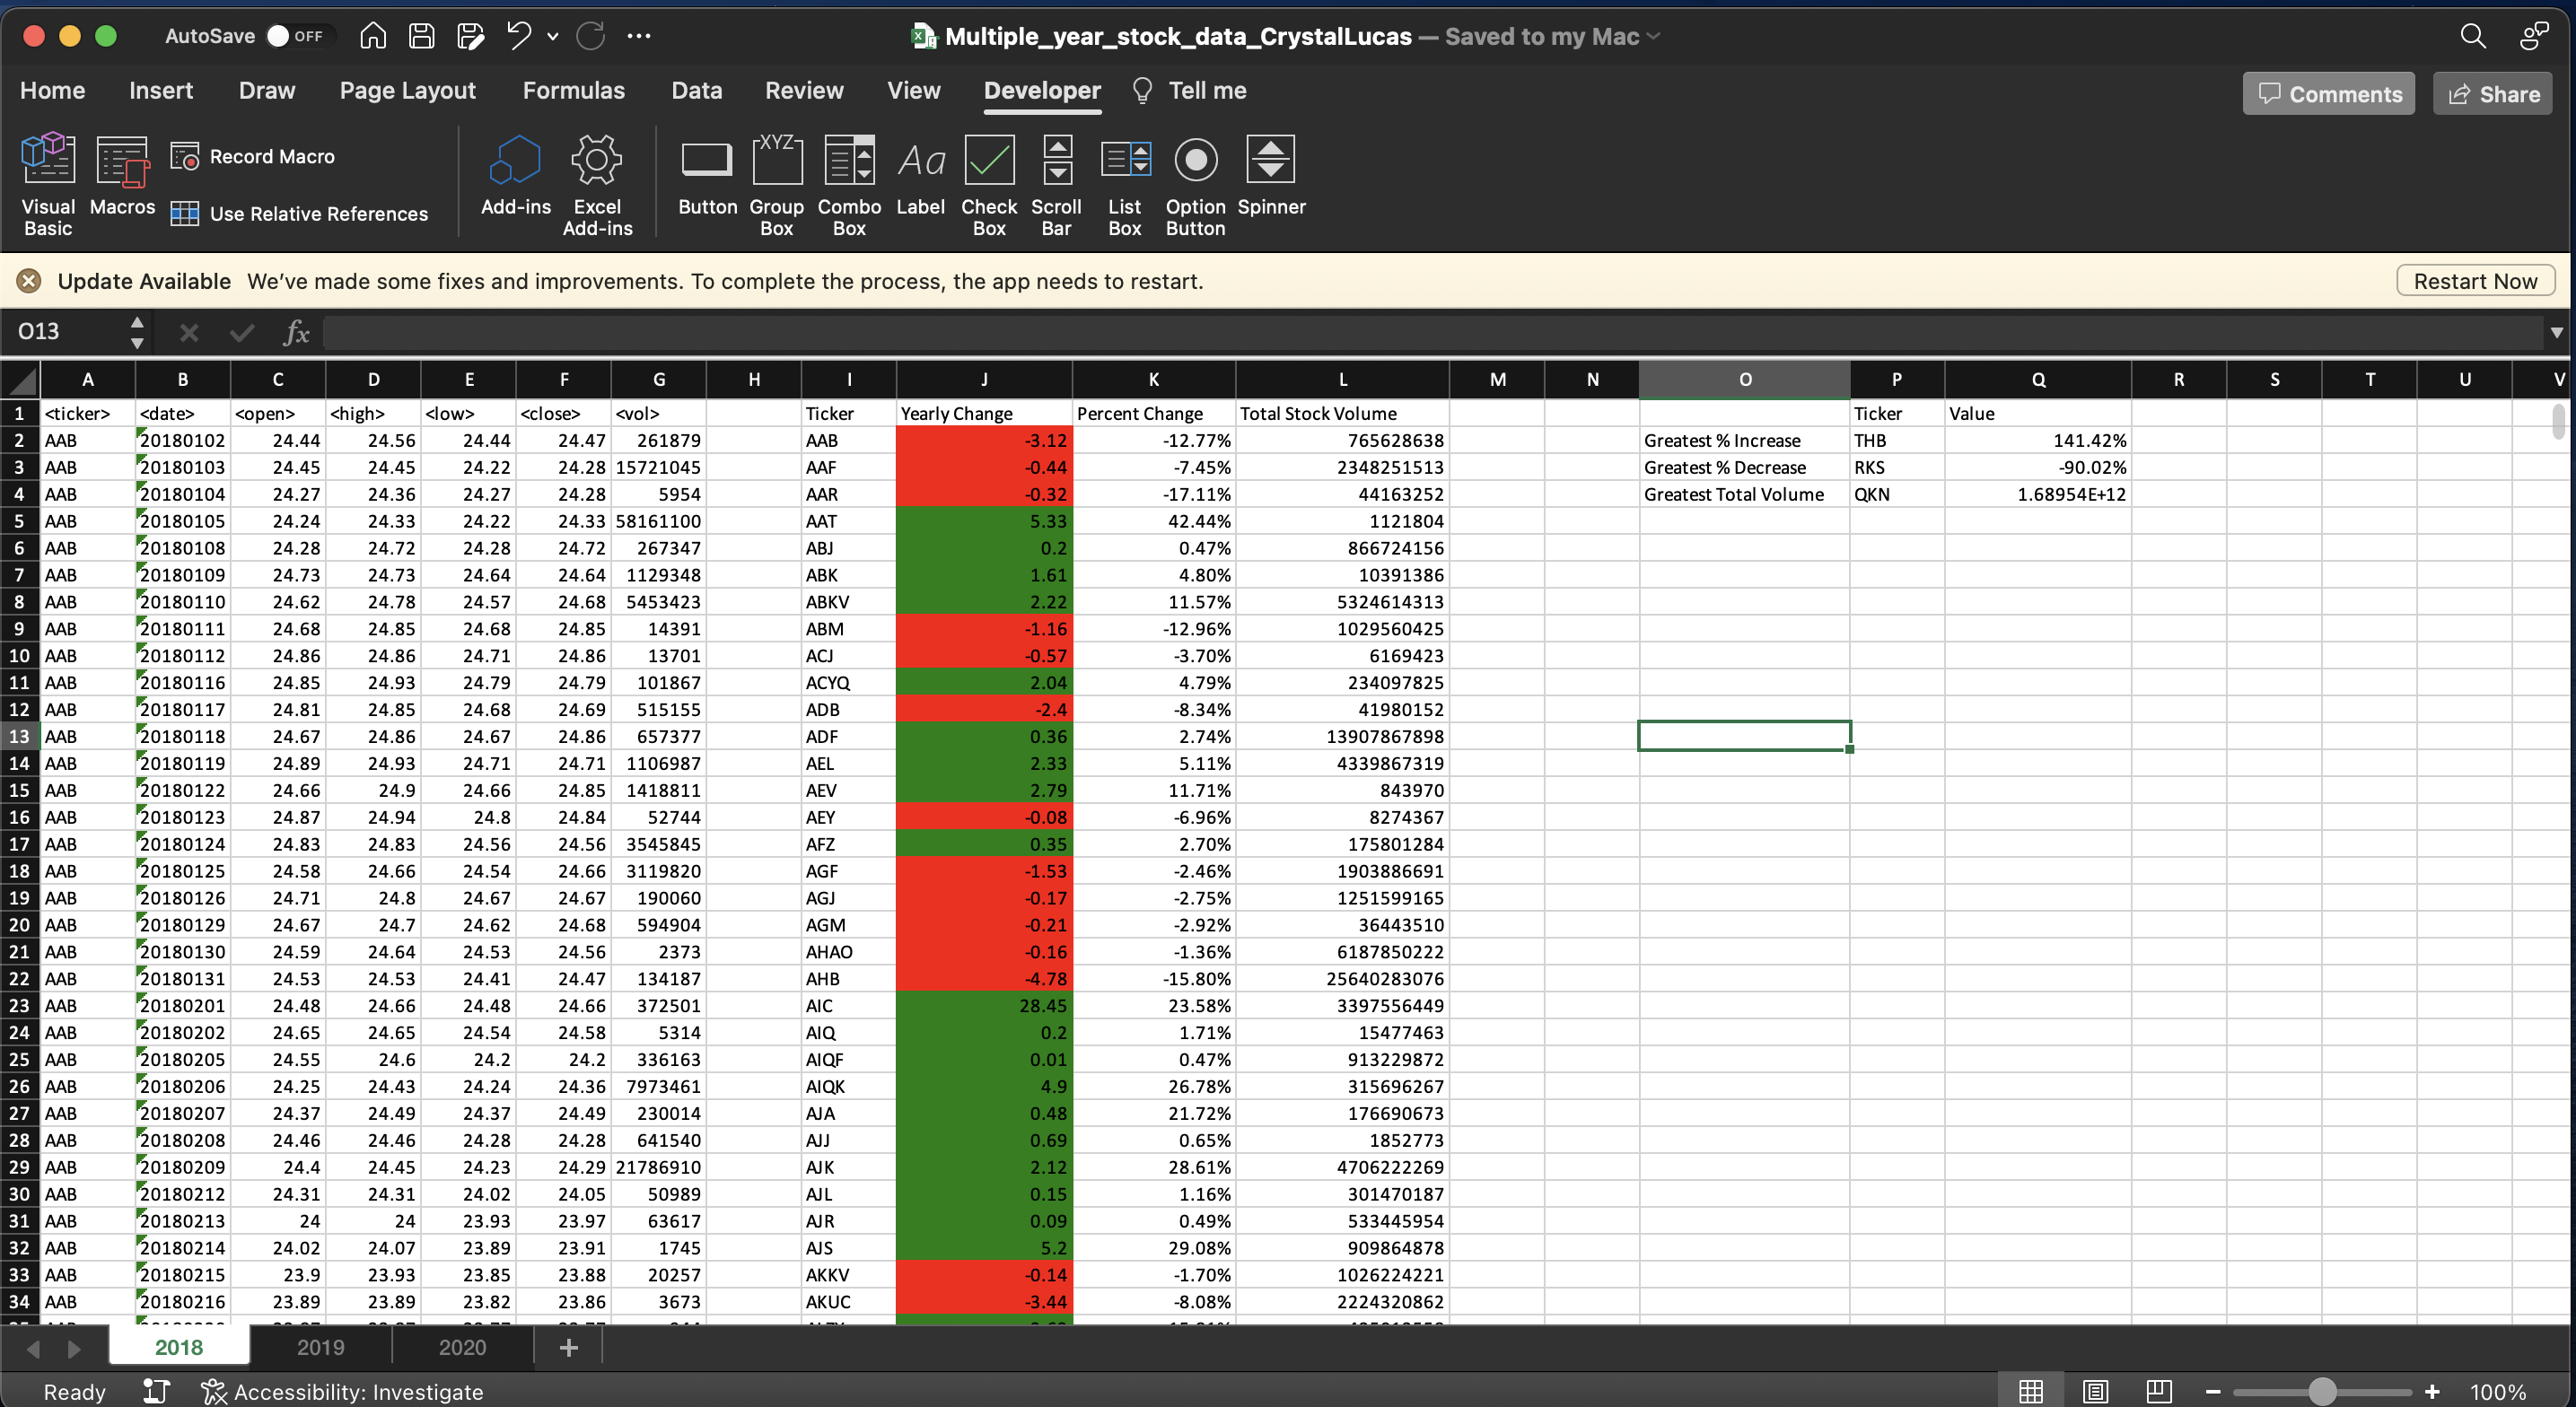 AutoSave OFF Multiple_year_stock_data_CrystalLucas — Saved to my Mac
Home Insert Draw Page Layout Formulas Data Review View Developer Tell me Comments Share
Visual Basic Macros Record Macro Use Relative References Add-ins Excel Add-ins Button XYZ Group Box Combo Box Aa Label Check Box Scroll Bar List Box Option Button Spinner
Update Available We've made some fixes and improvements. To complete the process, the app needs to restart. Restart Now
O13 fx
A B C D E F G H I J K L M N O P Q R S T U V
1 <ticker> <date> <open> <high> <low> <close> <vol> Ticker Yearly Change Percent Change Total Stock Volume Ticker Value
2 AAB 20180102 24.44 24.56 24.44 24.47 261879 AAB -3.12 -12.77% 765628638 Greatest % Increase THB 141.42%
3 AAB 20180103 24.45 24.45 24.22 24.28 15721045 AAF -0.44 -7.45% 2348251513 Greatest % Decrease RKS -90.02%
4 AAB 20180104 24.27 24.36 24.27 24.28 5954 AAR -0.32 -17.11% 44163252 Greatest Total Volume QKN 1.68954E+12
5 AAB 20180105 24.24 24.33 24.22 24.33 58161100 AAT 5.33 42.44% 1121804
6 AAB 20180108 24.28 24.72 24.28 24.72 267347 ABJ 0.2 0.47% 866724156
7 AAB 20180109 24.73 24.73 24.64 24.64 1129348 ABK 1.61 4.80% 10391386
8 AAB 20180110 24.62 24.78 24.57 24.68 5453423 ABKV 2.22 11.57% 5324614313
9 AAB 20180111 24.68 24.85 24.68 24.85 14391 ABM -1.16 -12.96% 1029560425
10 AAB 20180112 24.86 24.86 24.71 24.86 13701 ACJ -0.57 -3.70% 6169423
11 AAB 20180116 24.85 24.93 24.79 24.79 101867 ACYQ 2.04 4.79% 234097825
12 AAB 20180117 24.81 24.85 24.68 24.69 515155 ADB -2.4 -8.34% 41980152
13 AAB 20180118 24.67 24.86 24.67 24.86 657377 ADF 0.36 2.74% 13907867898
14 AAB 20180119 24.89 24.93 24.71 24.71 1106987 AEL 2.33 5.11% 4339867319
15 AAB 20180122 24.66 24.9 24.66 24.85 1418811 AEV 2.79 11.71% 843970
16 AAB 20180123 24.87 24.94 24.8 24.84 52744 AEY -0.08 -6.96% 8274367
17 AAB 20180124 24.83 24.83 24.56 24.56 3545845 AFZ 0.35 2.70% 175801284
18 AAB 20180125 24.58 24.66 24.54 24.66 3119820 AGF -1.53 -2.46% 1903886691
19 AAB 20180126 24.71 24.8 24.67 24.67 190060 AGJ -0.17 -2.75% 1251599165
20 AAB 20180129 24.67 24.7 24.62 24.68 594904 AGM -0.21 -2.92% 36443510
21 AAB 20180130 24.59 24.64 24.53 24.56 2373 AHAO -0.16 -1.36% 6187850222
22 AAB 20180131 24.53 24.53 24.41 24.47 134187 AHB -4.78 -15.80% 25640283076
23 AAB 20180201 24.48 24.66 24.48 24.66 372501 AIC 28.45 23.58% 3397556449
24 AAB 20180202 24.65 24.65 24.54 24.58 5314 AIQ 0.2 1.71% 15477463
25 AAB 20180205 24.55 24.6 24.2 24.2 336163 AIQF 0.01 0.47% 913229872
26 AAB 20180206 24.25 24.43 24.24 24.36 7973461 AIQK 4.9 26.78% 315696267
27 AAB 20180207 24.37 24.49 24.37 24.49 230014 AJA 0.48 21.72% 176690673
28 AAB 20180208 24.46 24.46 24.28 24.28 641540 AJJ 0.69 0.65% 1852773
29 AAB 20180209 24.4 24.45 24.23 24.29 21786910 AJK 2.12 28.61% 4706222269
30 AAB 20180212 24.31 24.31 24.02 24.05 50989 AJL 0.15 1.16% 301470187
31 AAB 20180213 24 24 23.93 23.97 63617 AJR 0.09 0.49% 533445954
32 AAB 20180214 24.02 24.07 23.89 23.91 1745 AJS 5.2 29.08% 909864878
33 AAB 20180215 23.9 23.93 23.85 23.88 20257 AKKV -0.14 -1.70% 1026224221
34 AAB 20180216 23.89 23.89 23.82 23.86 3673 AKUC -3.44 -8.08% 2224320862
2018 2019 2020 +
Ready Accessibility: Investigate 100%